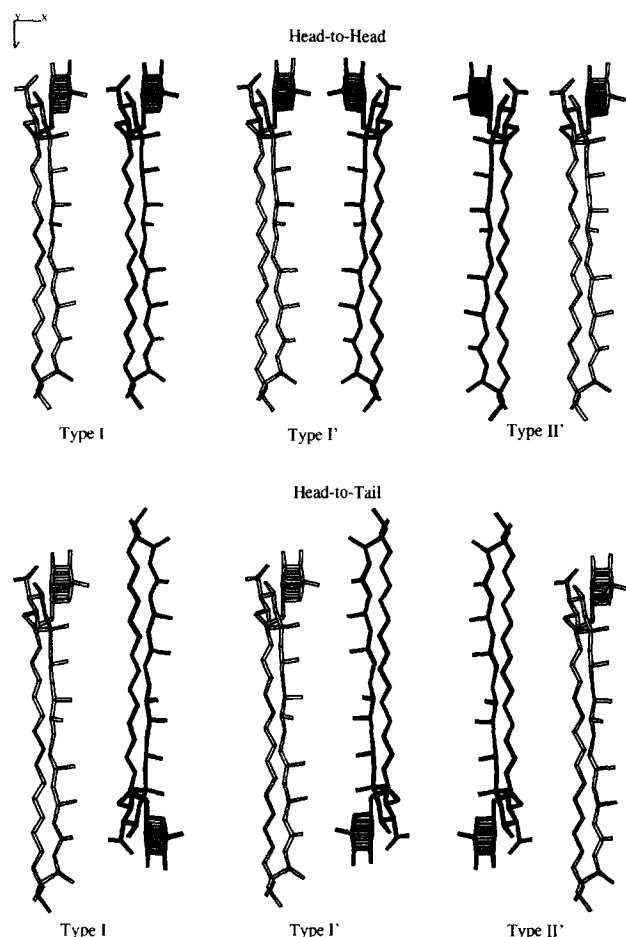 y x
Head-to-Head
Type I Type I' Type II'
Head-to-Tail
Type I Type I' Type II'